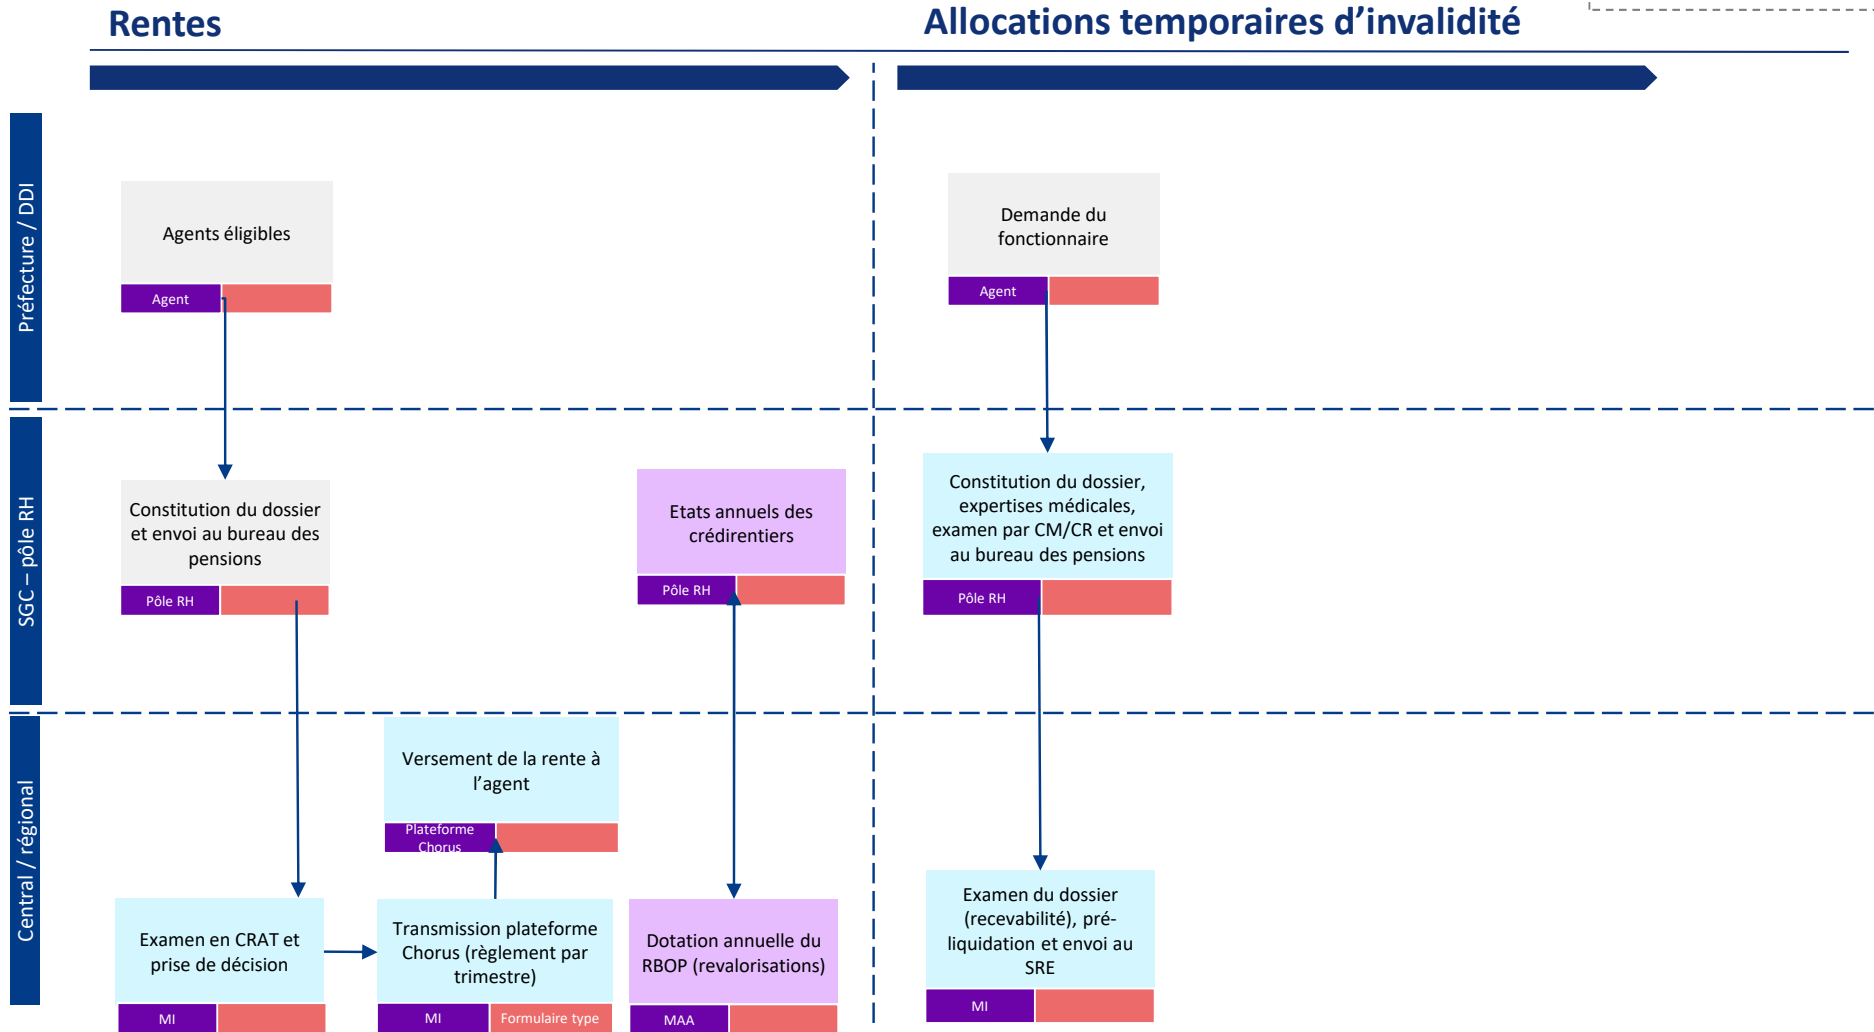 Rentes
Allocations temporaires d’invalidité
Préfecture / DDI
Agents éligibles
Agent
Demande du
fonctionnaire
Agent
SGC – pôle RH
Constitution du dossier
et envoi au bureau des
pensions
Pôle RH
Etats annuels des
crédirentiers
Pôle RH
Constitution du dossier,
expertises médicales,
examen par CM/CR et envoi
au bureau des pensions
Pôle RH
Central / régional
Versement de la rente à
l’agent
Plateforme
Chorus
Examen en CRAT et
prise de décision
MI
Transmission plateforme
Chorus (règlement par
trimestre)
MI
Formulaire type
Dotation annuelle du
RBOP (revalorisations)
MAA
Examen du dossier
(recevabilité), pré-
liquidation et envoi au
SRE
MI